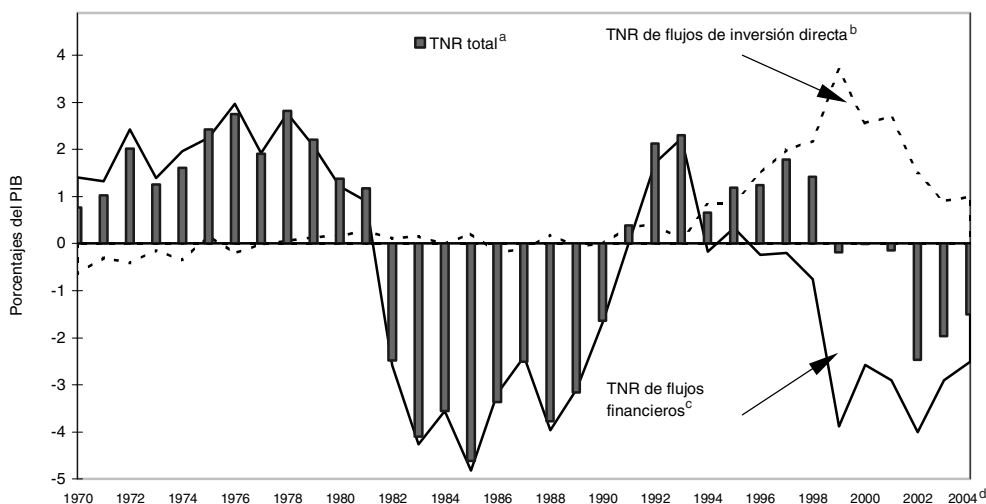 TNR total a
TNR de flujos de inversión directa b
Porcentajes del PIB
4
3
2
1
0
-1
-2
-3
-4
-5
TNR de flujos
financieros c
1970 1972 1974 1976 1978 1980 1982 1984 1986 1988 1990 1992 1994 1996 1998 2000 2002 2004 d